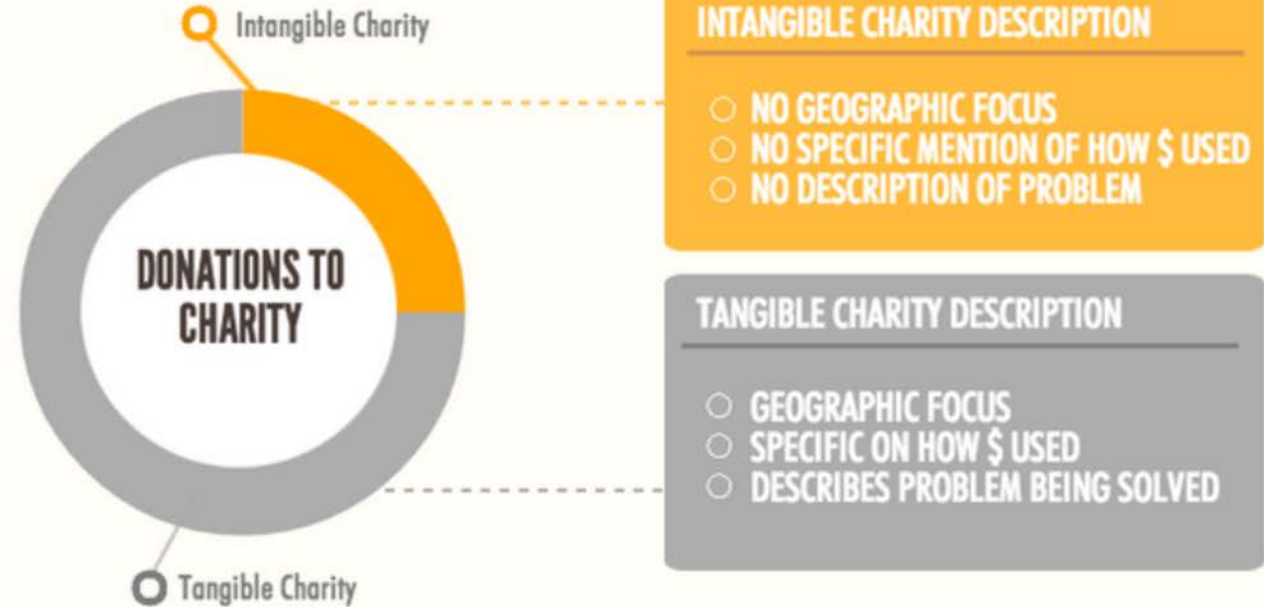 Intangible Charity
DONATIONS TO
CHARITY
Tangible Charity
INTANGIBLE CHARITY DESCRIPTION
NO GEOGRAPHIC FOCUS
NO SPECIFIC MENTION OF HOW $ USED
NO DESCRIPTION OF PROBLEM
TANGIBLE CHARITY DESCRIPTION
GEOGRAPHIC FOCUS
SPECIFIC ON HOW $ USED
DESCRIBES PROBLEM BEING SOLVED